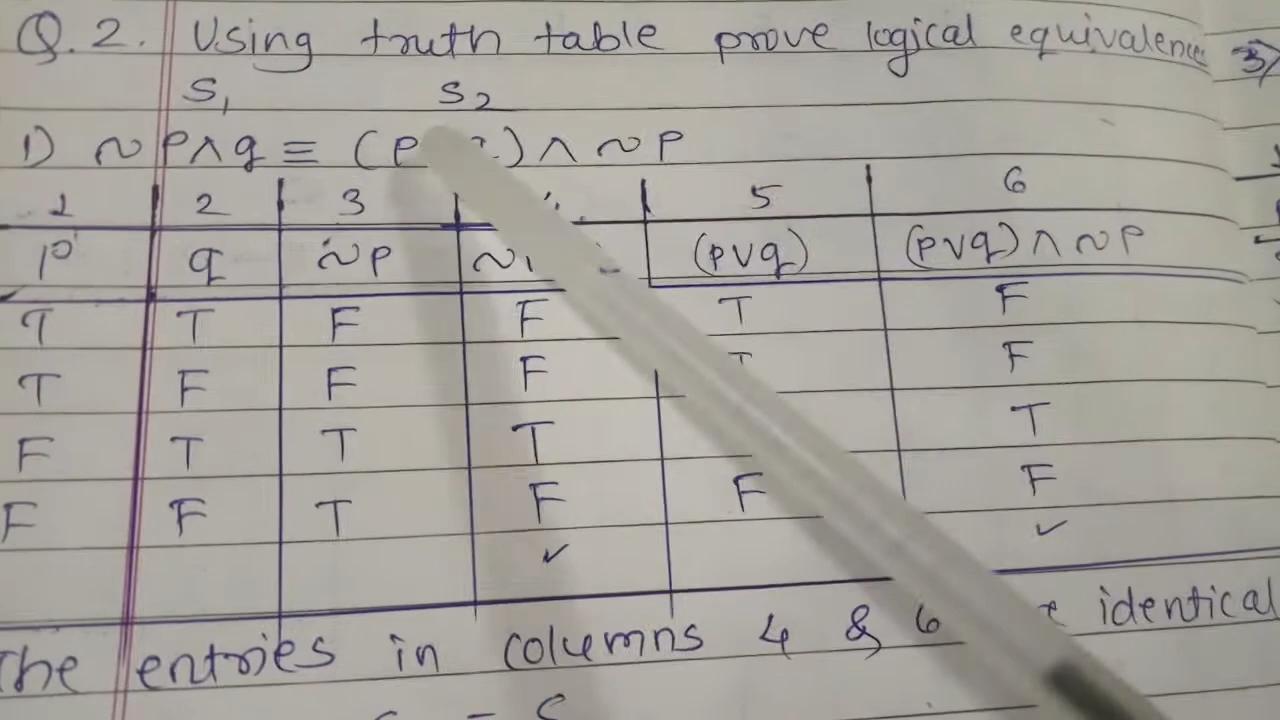 Q.2. Using truth table prove logical equivalence
3)
S₁ S₂
1) ~p∧q ≡ (p ) ∧ ~p
1 2 3 5 6
p q ~p (p∨q) (p∨q) ∧ ~p
T T F F T F
T F F F T F
F T T T T
F F T F F F
✓ ✓
The entries in columns 4 & 6 identical